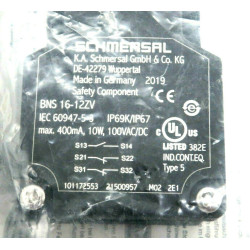 SCHMERSAL
K.A. Schmersal GmbH & Co. KG
DE-42279 Wuppertal
Made in Germany 2019
Safety Component
BNS 16-12ZV
IEC 60947-5-3 IP69K/IP67
max. 400mA, 10W, 100VAC/DC
S13 S14
S21 S22
S31 S32
C UL US
LISTED 382E
IND.CONT.EQ.
Type 5
101172553 21500957 M02 2E1